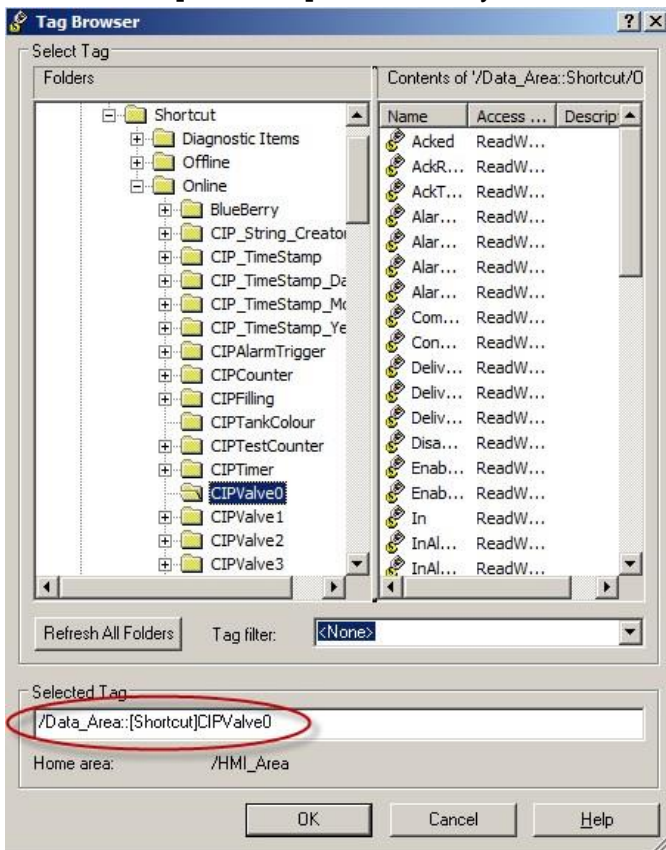 Tag Browser
Select Tag
Folders
Contents of '/Data_Area::Shortcut/O
Shortcut
Diagnostic Items
Offline
Online
BlueBerry
CIP_String_Creator
CIP_TimeStamp
CIP_TimeStamp_Da
CIP_TimeStamp_Mo
CIP_TimeStamp_Ye
CIPAlarmTrigger
CIPCounter
CIPFilling
CIPTankColour
CIPTestCounter
CIPTimer
CIPValve0
CIPValve1
CIPValve2
CIPValve3
Name Access ... Descrip
Acked ReadW...
AckR... ReadW...
AckT... ReadW...
Alar... ReadW...
Alar... ReadW...
Alar... ReadW...
Alar... ReadW...
Com... ReadW...
Con... ReadW...
Deliv... ReadW...
Deliv... ReadW...
Deliv... ReadW...
Disa... ReadW...
Enab... ReadW...
Enab... ReadW...
In ReadW...
InAl... ReadW...
InAl... ReadW...
Refresh All Folders Tag filter: <None>
Selected Tag
/Data_Area::[Shortcut]CIPValve0
Home area: /HMI_Area
OK Cancel Help